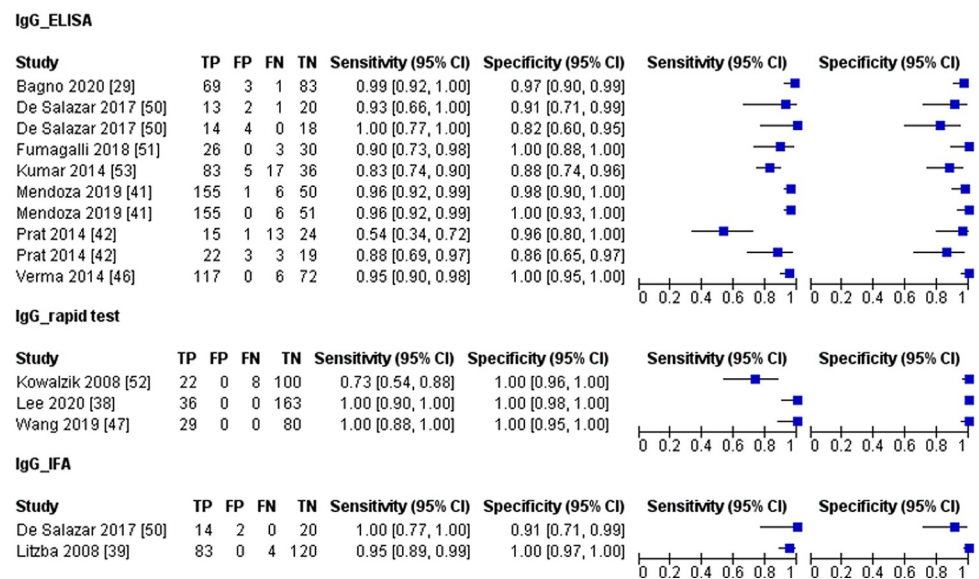 IgG_ELISA
Study TP FP FN TN Sensitivity (95% CI) Specificity (95% CI) Sensitivity (95% CI) Specificity (95% CI)
Bagno 2020 [29] 69 3 1 83 0.99 [0.92, 1.00] 0.97 [0.90, 0.99]
De Salazar 2017 [50] 13 2 1 20 0.93 [0.66, 1.00] 0.91 [0.71, 0.99]
De Salazar 2017 [50] 14 4 0 18 1.00 [0.77, 1.00] 0.82 [0.60, 0.95]
Fumagalli 2018 [51] 26 0 3 30 0.90 [0.73, 0.98] 1.00 [0.88, 1.00]
Kumar 2014 [53] 83 5 17 36 0.83 [0.74, 0.90] 0.88 [0.74, 0.96]
Mendoza 2019 [41] 155 1 6 50 0.96 [0.92, 0.99] 0.98 [0.90, 1.00]
Mendoza 2019 [41] 155 0 6 51 0.96 [0.92, 0.99] 1.00 [0.93, 1.00]
Prat 2014 [42] 15 1 13 24 0.54 [0.34, 0.72] 0.96 [0.80, 1.00]
Prat 2014 [42] 22 3 3 19 0.88 [0.69, 0.97] 0.86 [0.65, 0.97]
Verma 2014 [46] 117 0 6 72 0.95 [0.90, 0.98] 1.00 [0.95, 1.00]
0 0.2 0.4 0.6 0.8 1 0 0.2 0.4 0.6 0.8 1
IgG_rapid test
Study TP FP FN TN Sensitivity (95% CI) Specificity (95% CI) Sensitivity (95% CI) Specificity (95% CI)
Kowalzik 2008 [52] 22 0 8 100 0.73 [0.54, 0.88] 1.00 [0.96, 1.00]
Lee 2020 [38] 36 0 0 163 1.00 [0.90, 1.00] 1.00 [0.98, 1.00]
Wang 2019 [47] 29 0 0 80 1.00 [0.88, 1.00] 1.00 [0.95, 1.00]
0 0.2 0.4 0.6 0.8 1 0 0.2 0.4 0.6 0.8 1
IgG_IFA
Study TP FP FN TN Sensitivity (95% CI) Specificity (95% CI) Sensitivity (95% CI) Specificity (95% CI)
De Salazar 2017 [50] 14 2 0 20 1.00 [0.77, 1.00] 0.91 [0.71, 0.99]
Litzba 2008 [39] 83 0 4 120 0.95 [0.89, 0.99] 1.00 [0.97, 1.00]
0 0.2 0.4 0.6 0.8 1 0 0.2 0.4 0.6 0.8 1